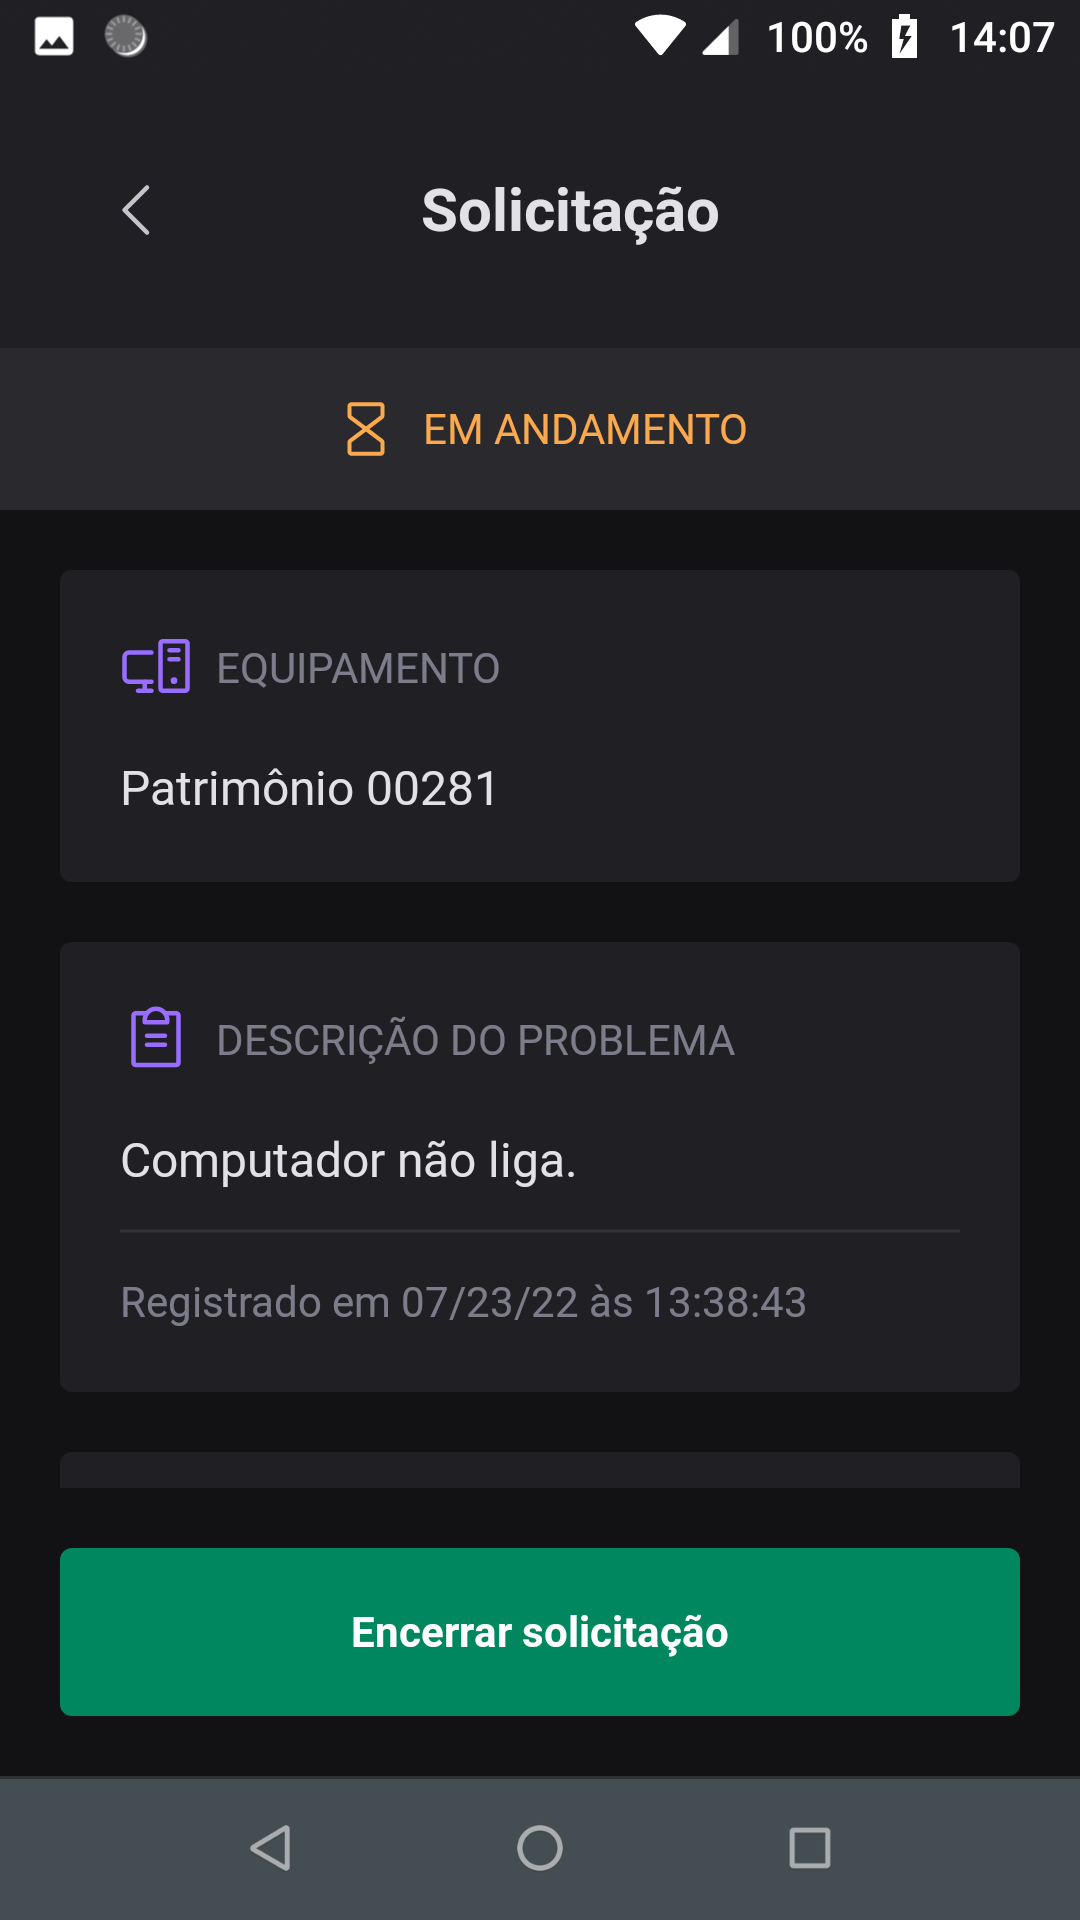 100% 14:07
Solicitação
EM ANDAMENTO
EQUIPAMENTO
Patrimônio 00281
DESCRIÇÃO DO PROBLEMA
Computador não liga.
Registrado em 07/23/22 às 13:38:43
Encerrar solicitação